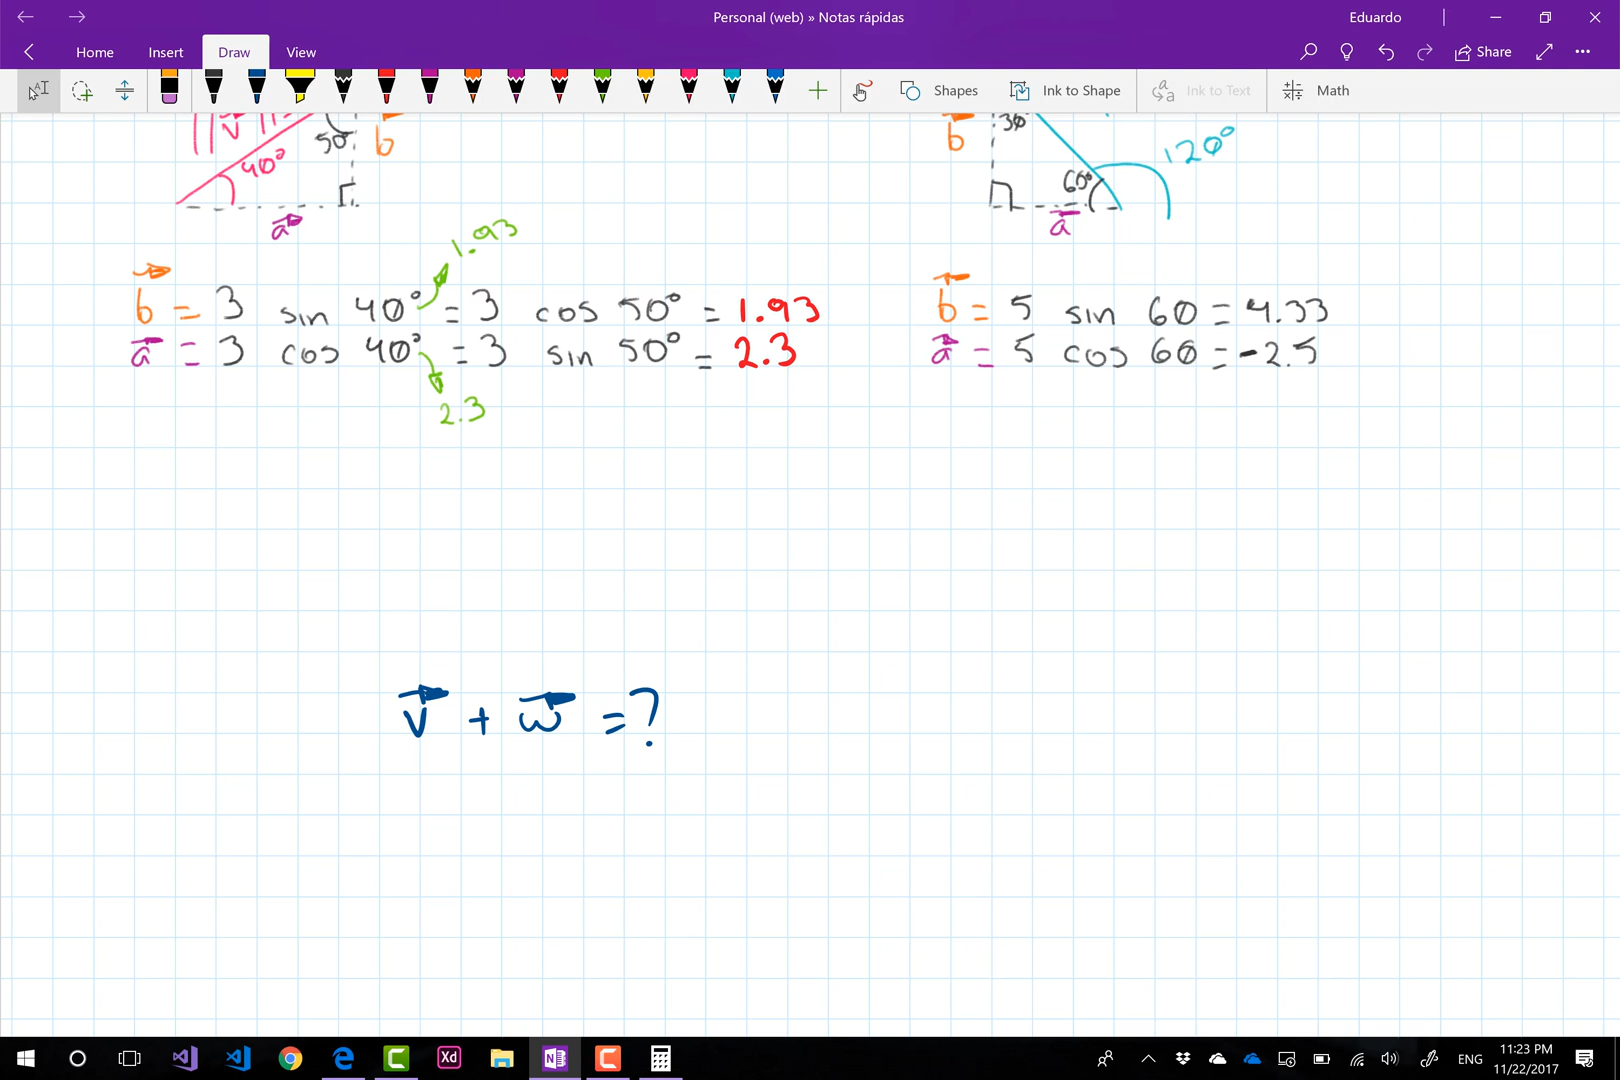 Personal (web) » Notas rápidas
Eduardo
Home Insert Draw View
Share
Shapes Ink to Shape Ink to Text Math
||v||= 50° b
40°
a
b 30°
120°
60°
a
1.93
b = 3 sin 40° = 3 cos 50° = 1.93
a = 3 cos 40° = 3 sin 50° = 2.3
2.3
b = 5 sin 60 = 4.33
a = 5 cos 60 = -2.5
v + w = ?
Xd
ENG
11:23 PM
11/22/2017